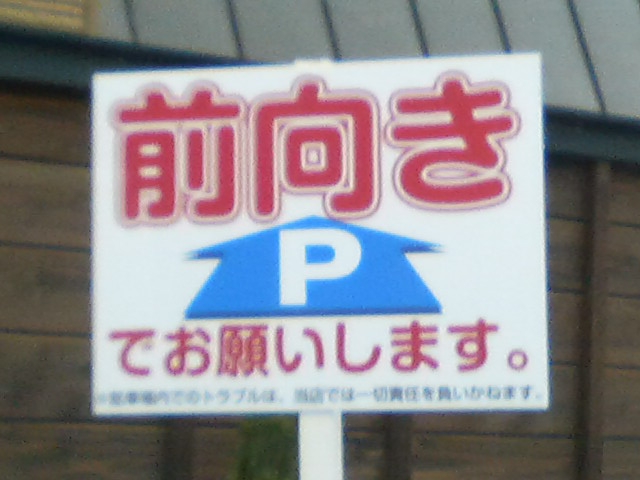 前向き
P
でお願いします。
※駐車場内でのトラブルは、当店では一切責任を負いかねます。